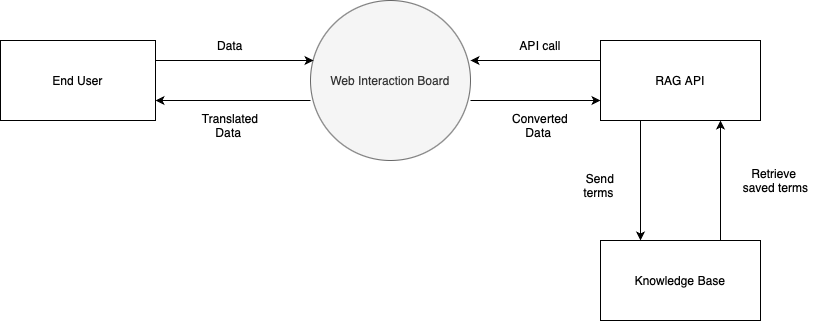 Data
API call
End User
Web Interaction Board
RAG API
Translated
Data
Converted
Data
Send
terms
Retrieve
saved terms
Knowledge Base